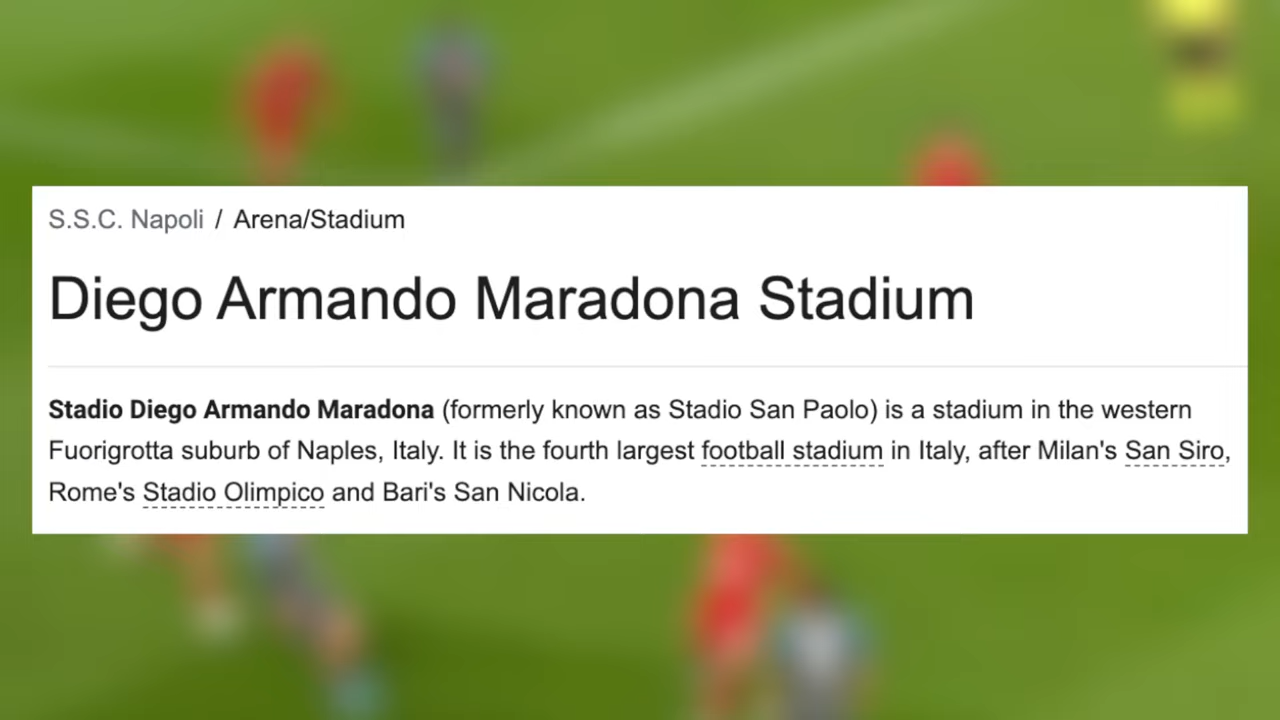 S.S.C. Napoli / Arena/Stadium
Diego Armando Maradona Stadium
Stadio Diego Armando Maradona (formerly known as Stadio San Paolo) is a stadium in the western
Fuorigrotta suburb of Naples, Italy. It is the fourth largest football stadium in Italy, after Milan's San Siro,
Rome's Stadio Olimpico and Bari's San Nicola.